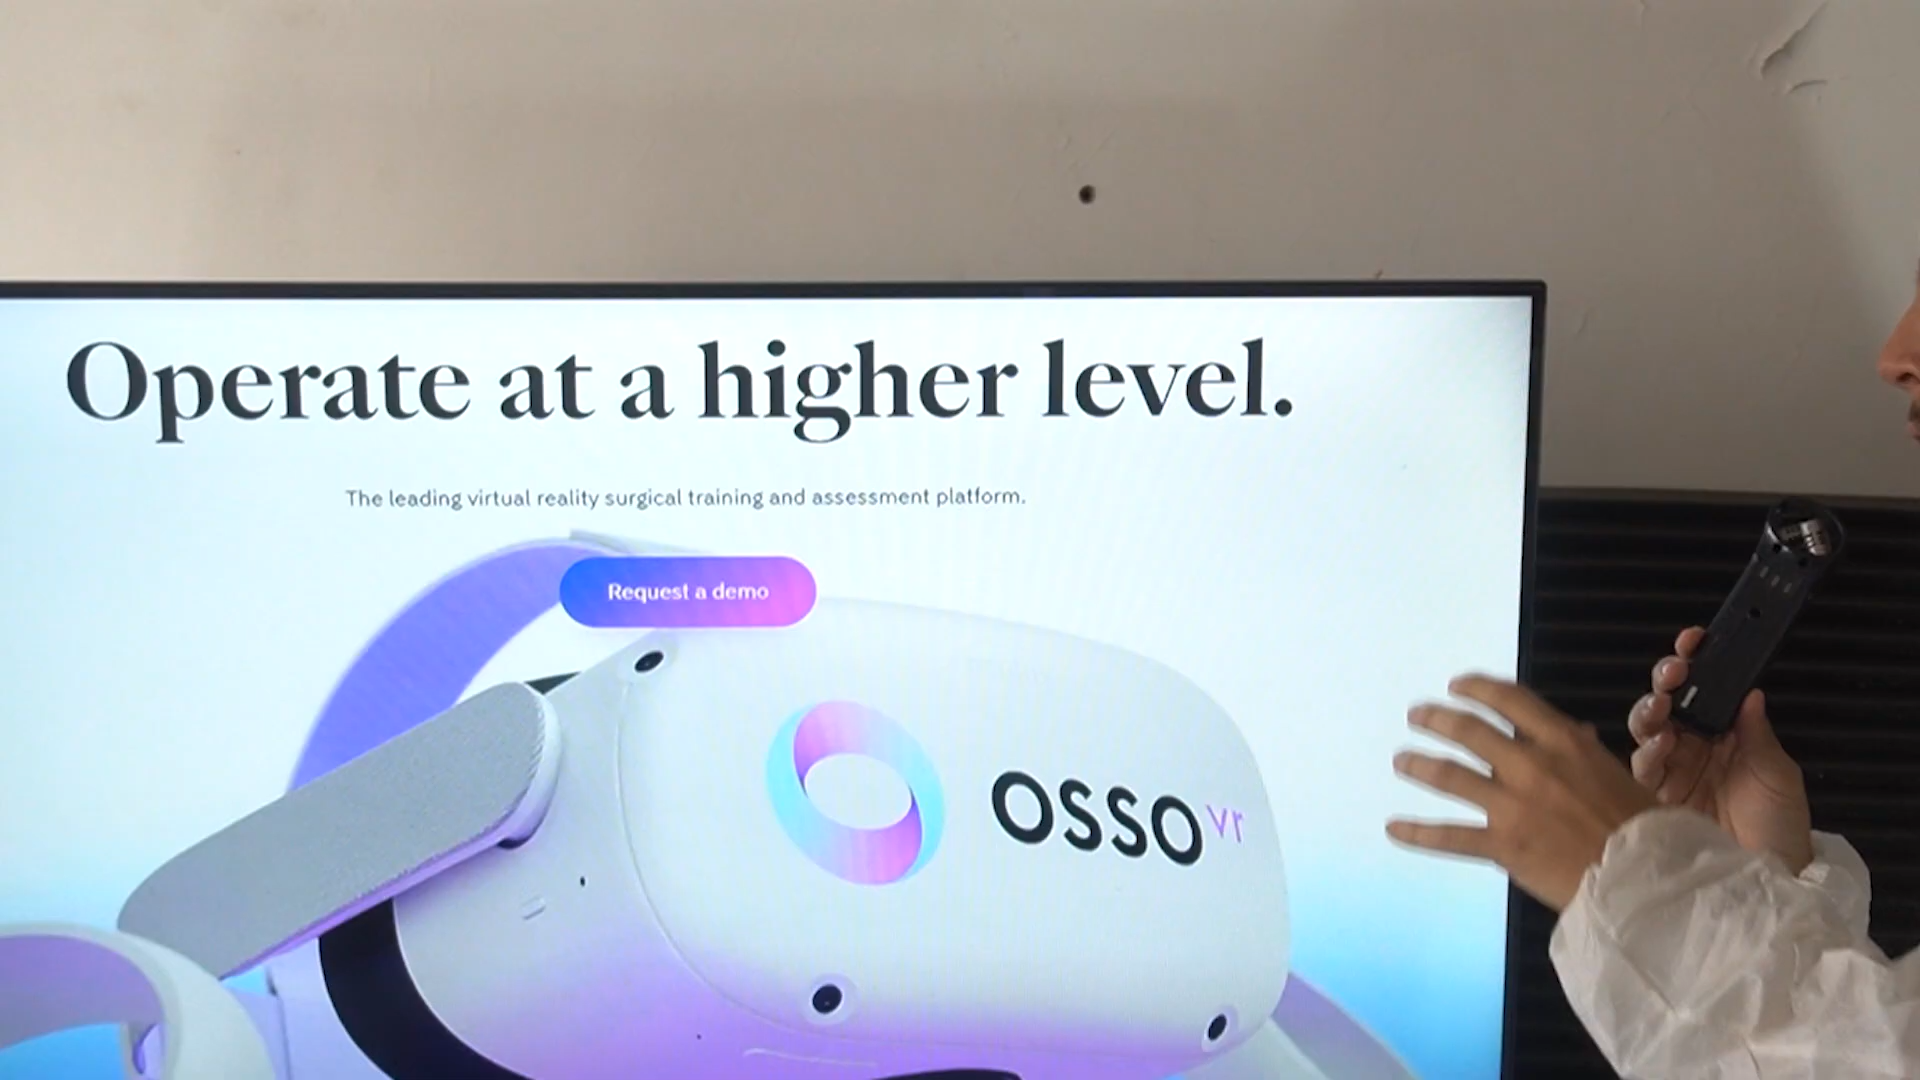 Operate at a higher level.
The leading virtual reality surgical training and assessment platform.
Request a demo
OSSO vr